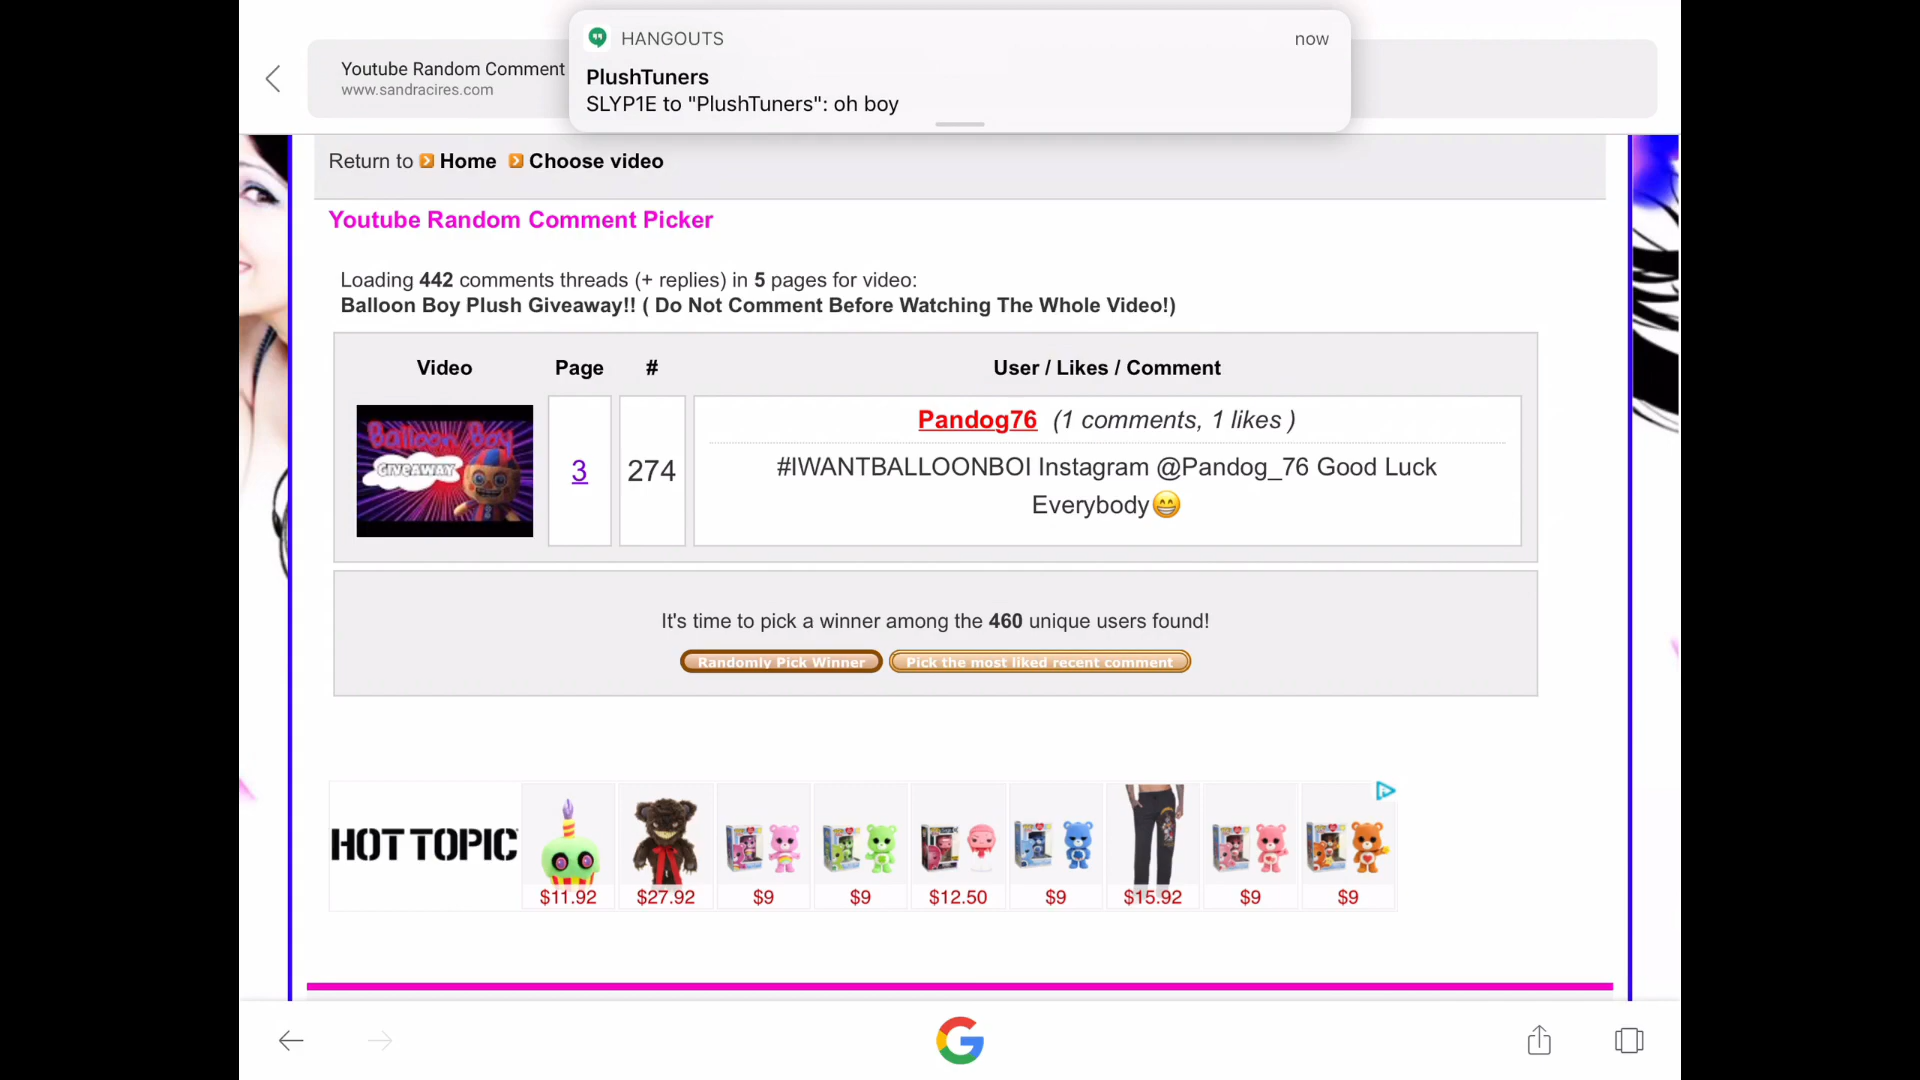 HANGOUTS
now
PlushTuners
SLYP1E to "PlushTuners": oh boy
Youtube Random Comment
www.sandracires.com
Return to Home Choose video
Youtube Random Comment Picker
Loading 442 comments threads (+ replies) in 5 pages for video:
Balloon Boy Plush Giveaway!! ( Do Not Comment Before Watching The Whole Video!)
Video Page # User / Likes / Comment
Balloon Boy
GIVEAWAY
3
274
Pandog76 (1 comments, 1 likes )
#IWANTBALLOONBOI Instagram @Pandog_76 Good Luck
Everybody😁
It's time to pick a winner among the 460 unique users found!
Randomly Pick Winner Pick the most liked recent comment
HOT TOPIC
$11.92 $27.92 $9 $9 $12.50 $9 $15.92 $9 $9